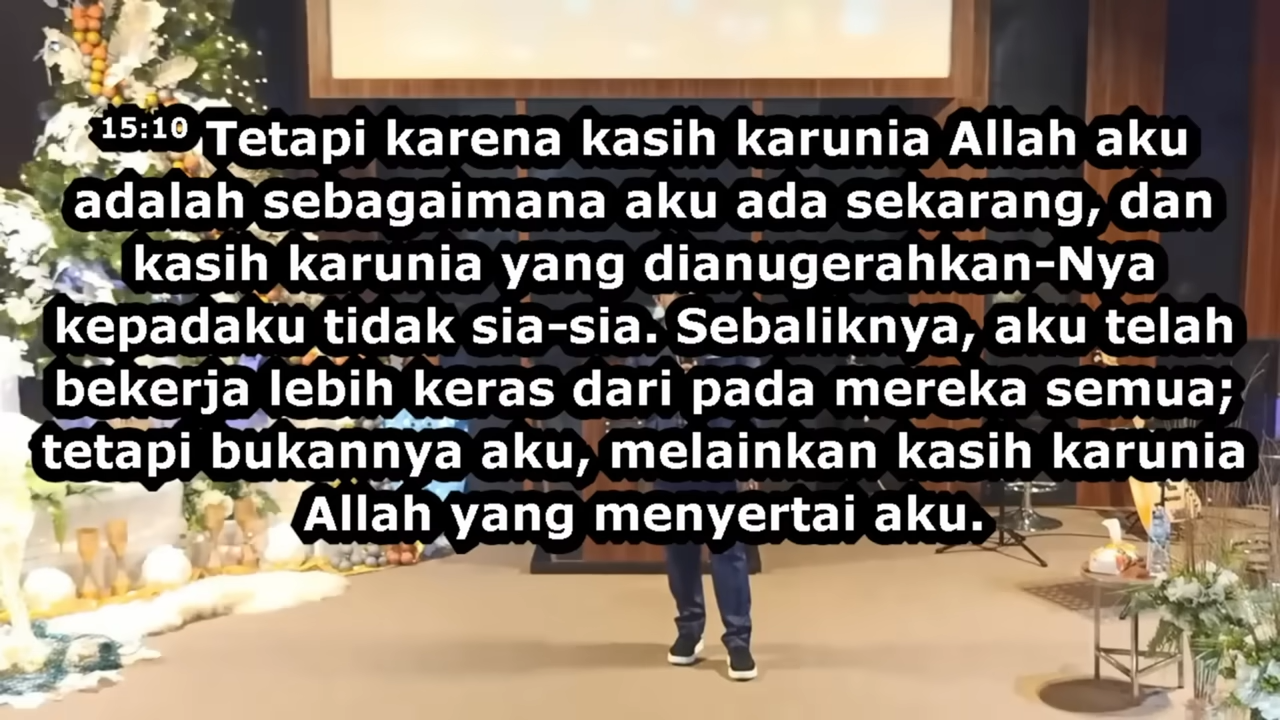 15:10 Tetapi karena kasih karunia Allah aku
adalah sebagaimana aku ada sekarang, dan
kasih karunia yang dianugerahkan-Nya
kepadaku tidak sia-sia. Sebaliknya, aku telah
bekerja lebih keras dari pada mereka semua;
tetapi bukannya aku, melainkan kasih karunia
Allah yang menyertai aku.